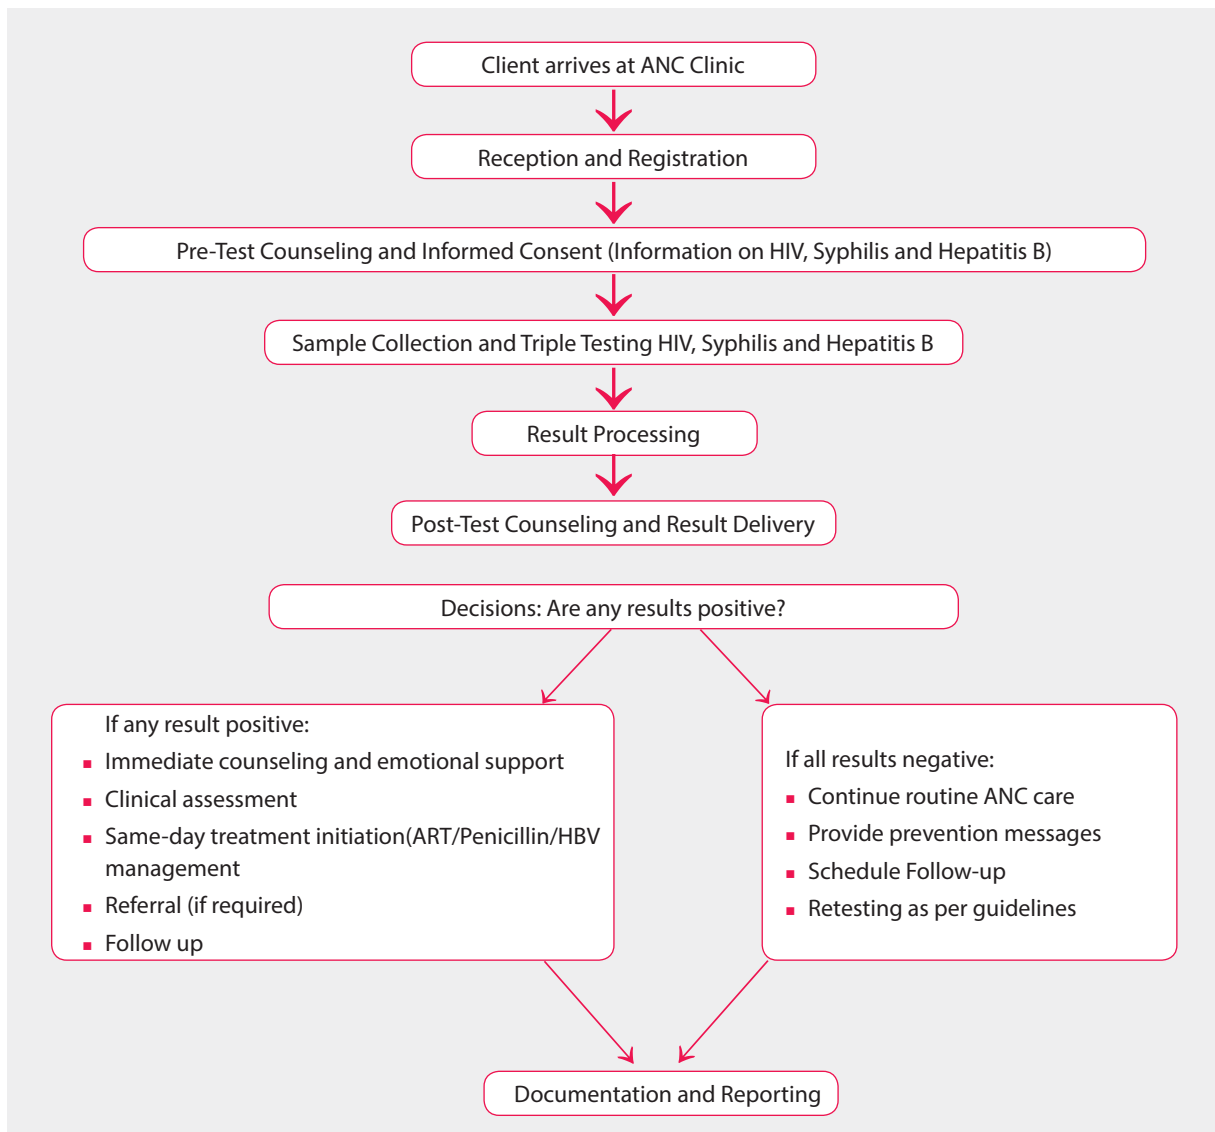 Client arrives at ANC Clinic
Reception and Registration
Pre-Test Counseling and Informed Consent (Information on HIV, Syphilis and Hepatitis B)
Sample Collection and Triple Testing HIV, Syphilis and Hepatitis B
Result Processing
Post-Test Counseling and Result Delivery
Decisions: Are any results positive?
If any result positive:
▪ Immediate counseling and emotional support
▪ Clinical assessment
▪ Same-day treatment initiation(ART/Penicillin/HBV
management
▪ Referral (if required)
▪ Follow up
If all results negative:
▪ Continue routine ANC care
▪ Provide prevention messages
▪ Schedule Follow-up
▪ Retesting as per guidelines
Documentation and Reporting